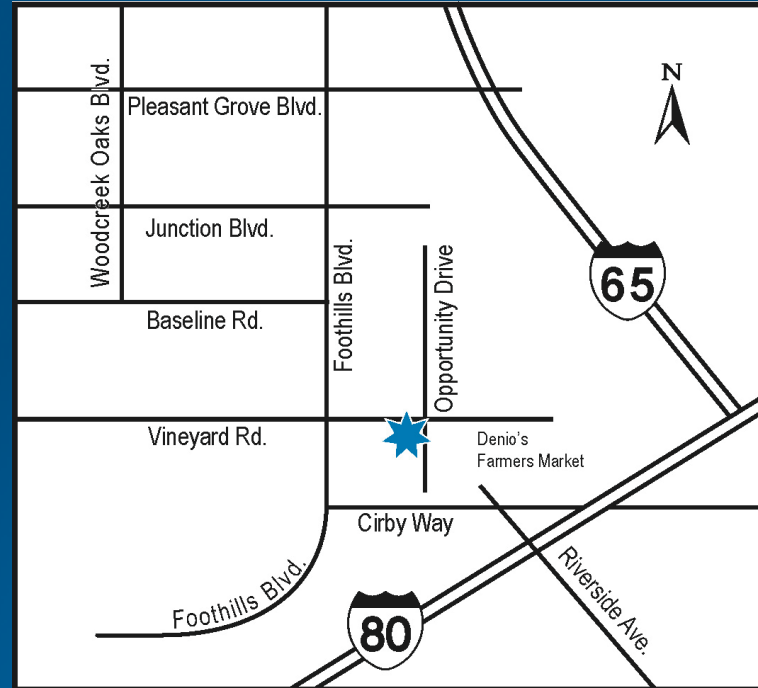 N
Woodcreek Oaks Blvd.
Pleasant Grove Blvd.
Junction Blvd.
Foothills Blvd.
Opportunity Drive
65
Baseline Rd.
Vineyard Rd.
Denio's
Farmers Market
Cirby Way
Foothills Blvd.
80
Riverside Ave.